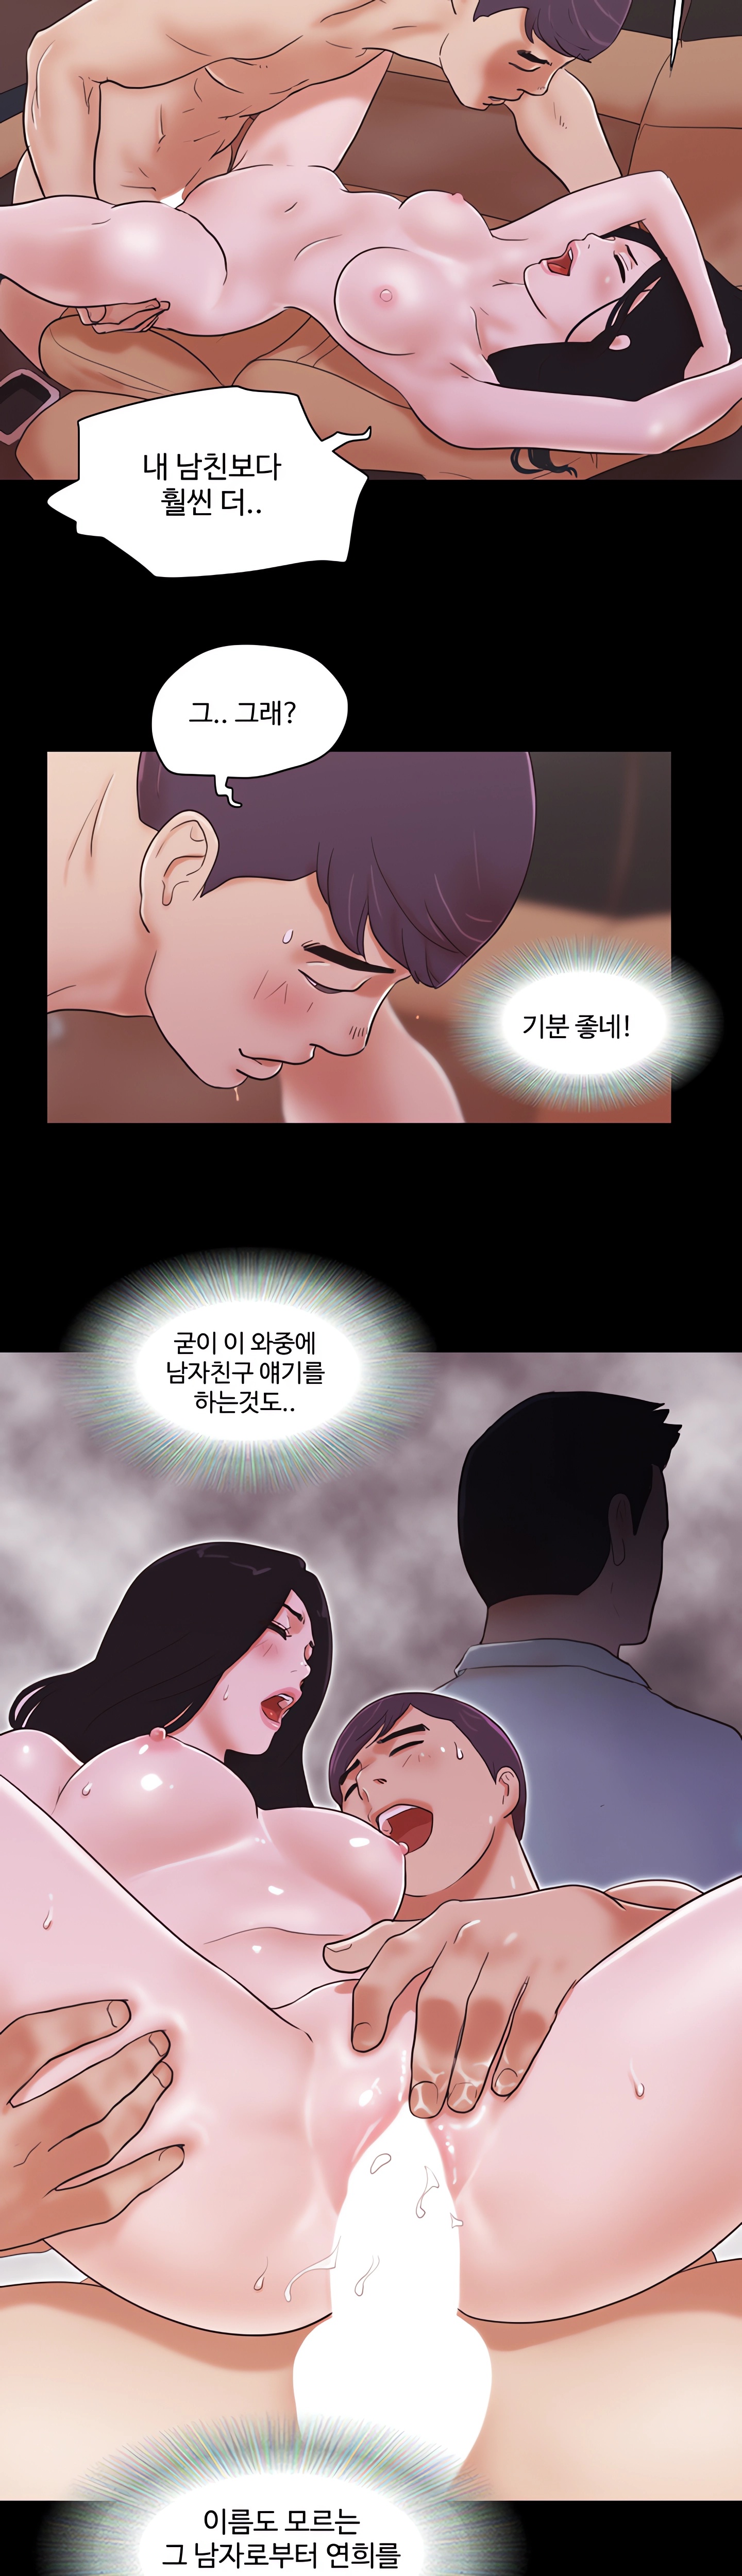 내 남친보다
훨씬 더..
그.. 그래?
기분 좋네!
굳이 이 와중에
남자친구 얘기를
하는것도..
이름도 모르는
그 남자로부터 연희를